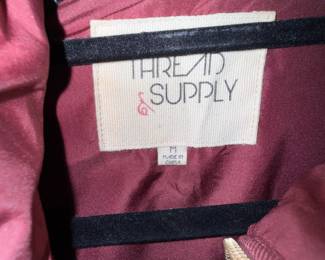 THREAD
& SUPPLY
M
MADE IN
CHINA